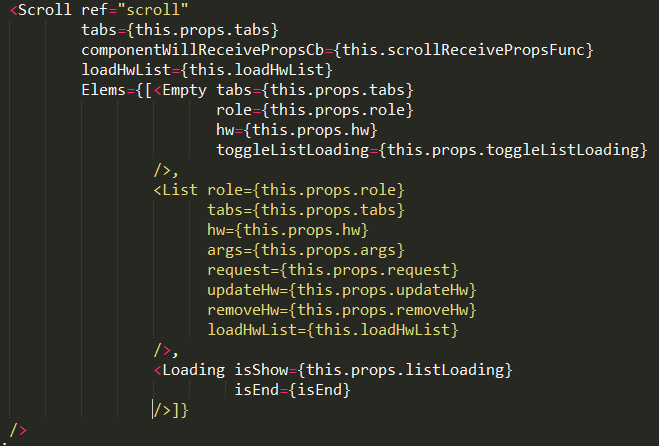 <Scroll ref="scroll"
tabs={this.props.tabs}
componentWillReceivePropsCb={this.scrollReceivePropsFunc}
loadHwList={this.loadHwList}
Elems={[<Empty tabs={this.props.tabs}
role={this.props.role}
hw={this.props.hw}
toggleListLoading={this.props.toggleListLoading}
/>,
<List role={this.props.role}
tabs={this.props.tabs}
hw={this.props.hw}
args={this.props.args}
request={this.props.request}
updateHw={this.props.updateHw}
removeHw={this.props.removeHw}
loadHwList={this.loadHwList}
/>,
<Loading isShow={this.props.listLoading}
isEnd={isEnd}
/>]}
/>